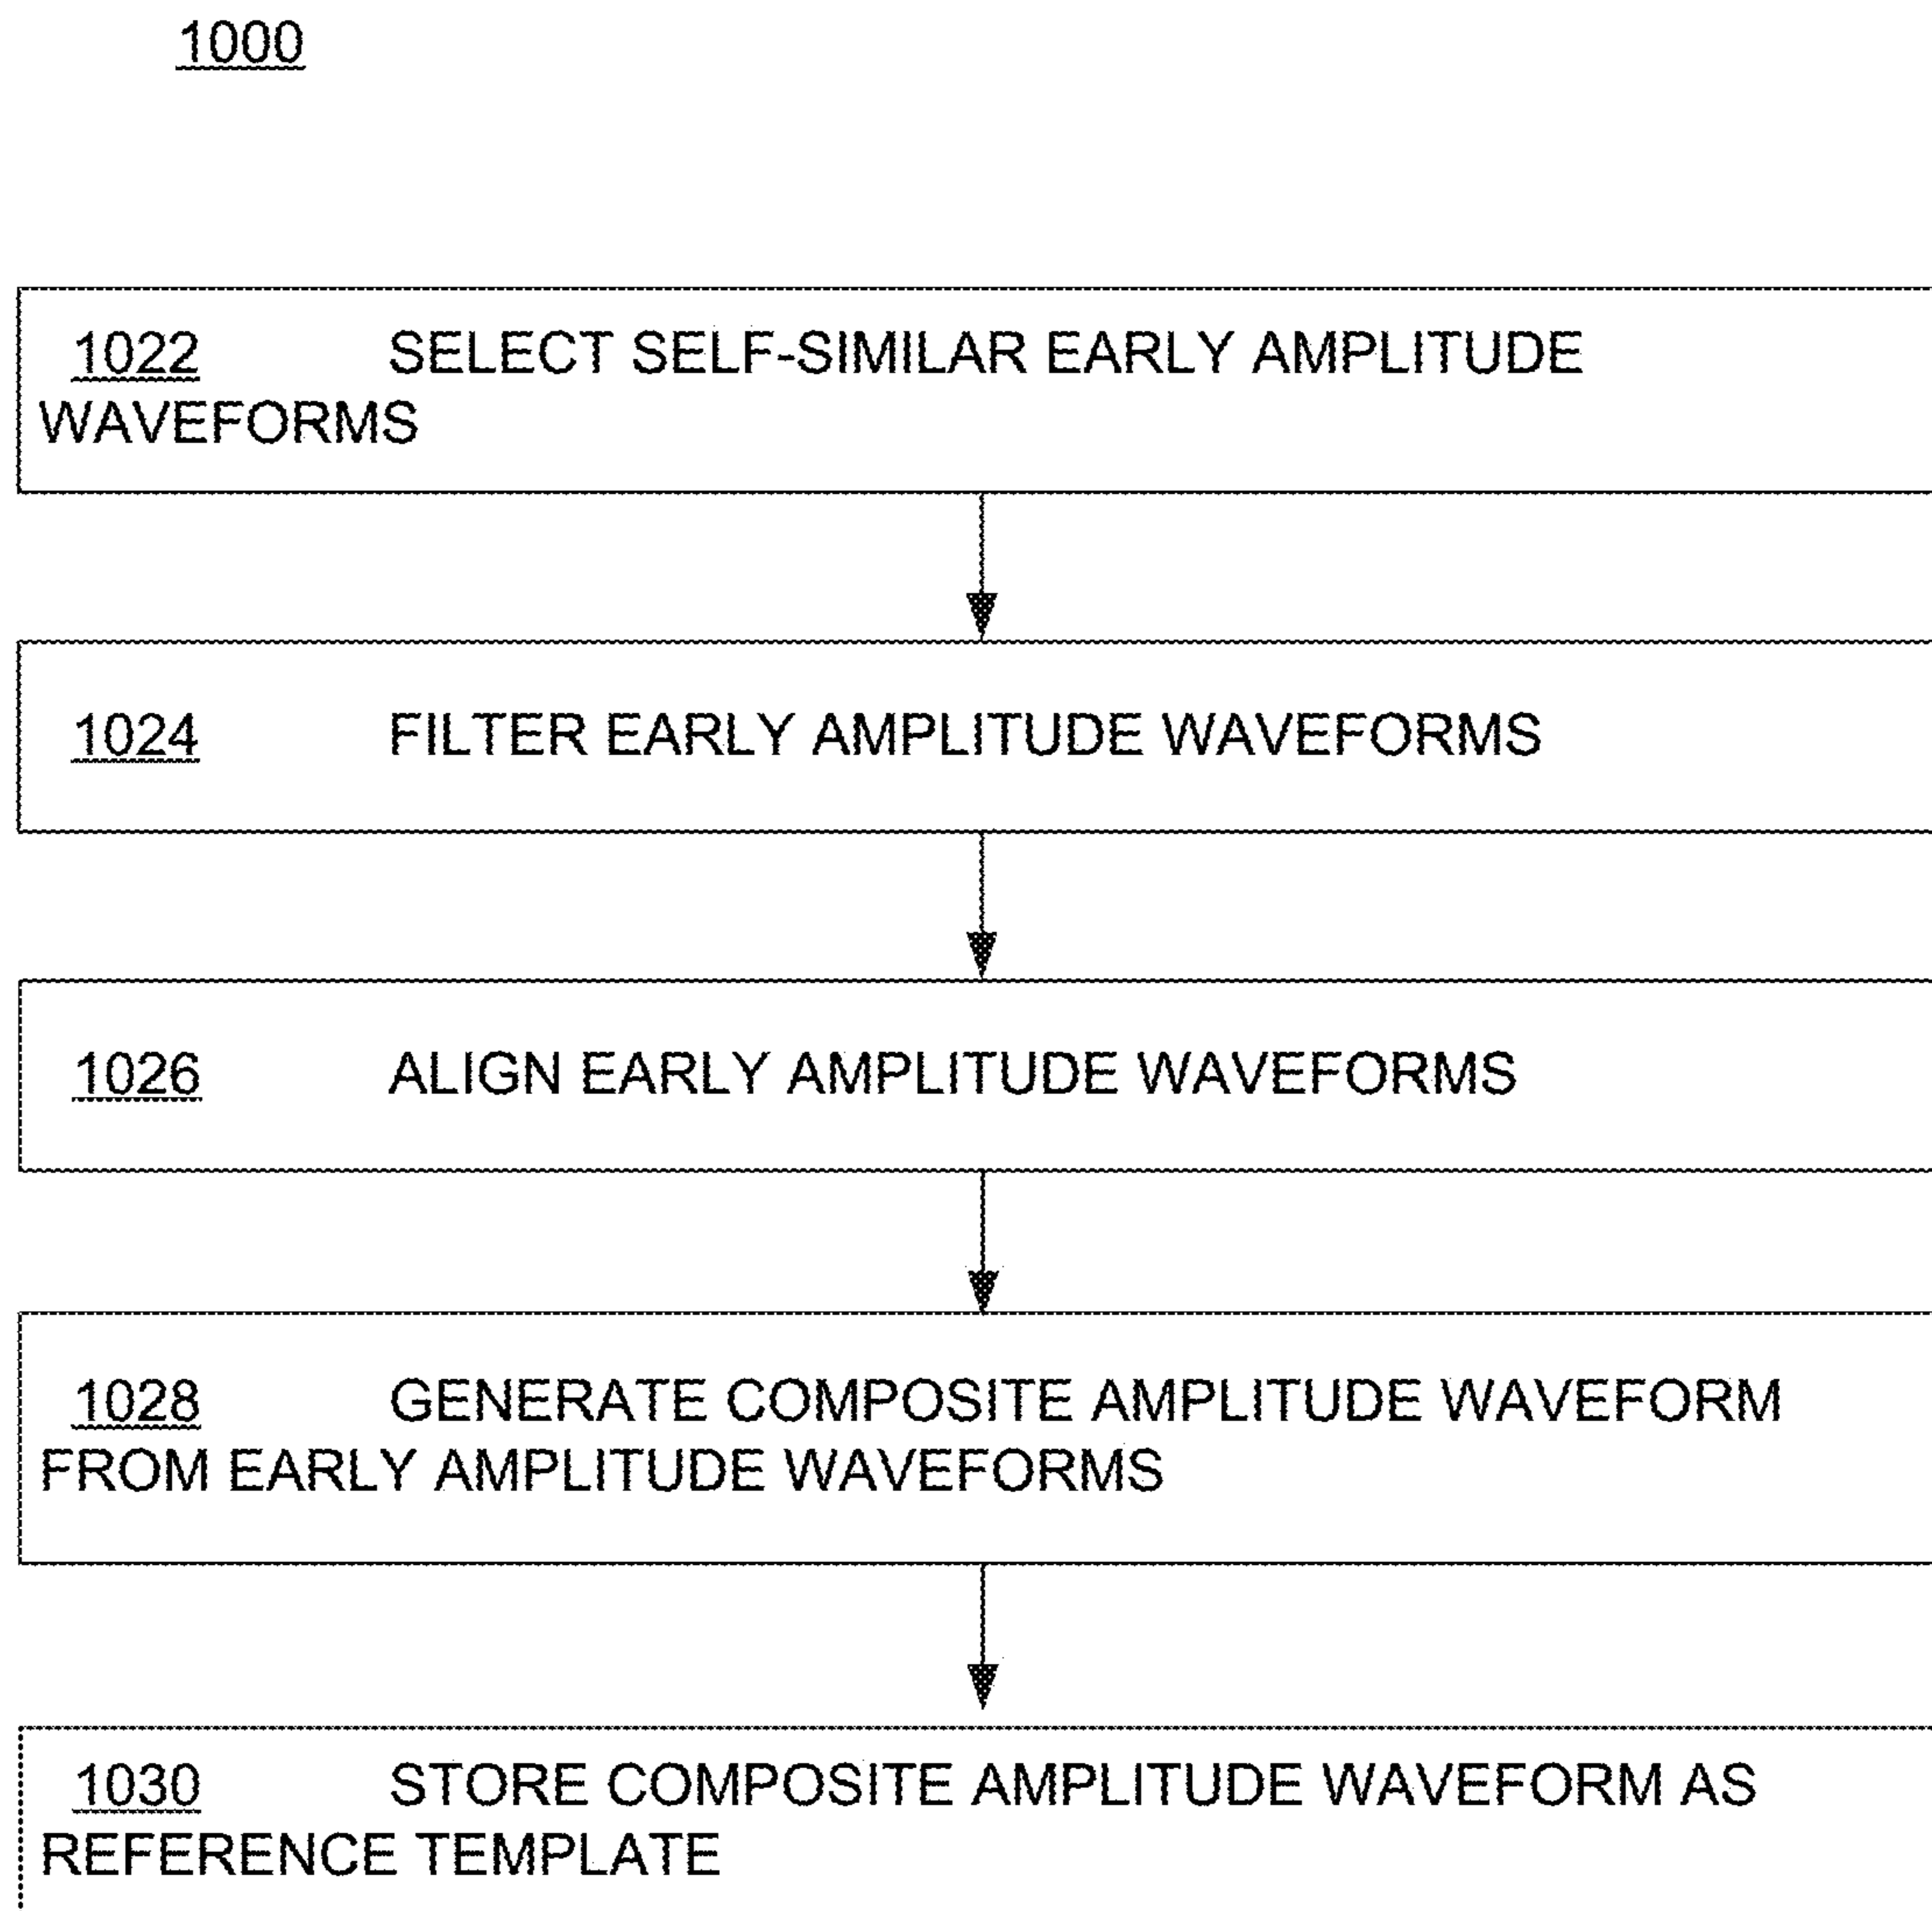 1000
1022 SELECT SELF-SIMILAR EARLY AMPLITUDE
WAVEFORMS
1024 FILTER EARLY AMPLITUDE WAVEFORMS
1026 ALIGN EARLY AMPLITUDE WAVEFORMS
1028 GENERATE COMPOSITE AMPLITUDE WAVEFORM
FROM EARLY AMPLITUDE WAVEFORMS
1030 STORE COMPOSITE AMPLITUDE WAVEFORM AS
REFERENCE TEMPLATE